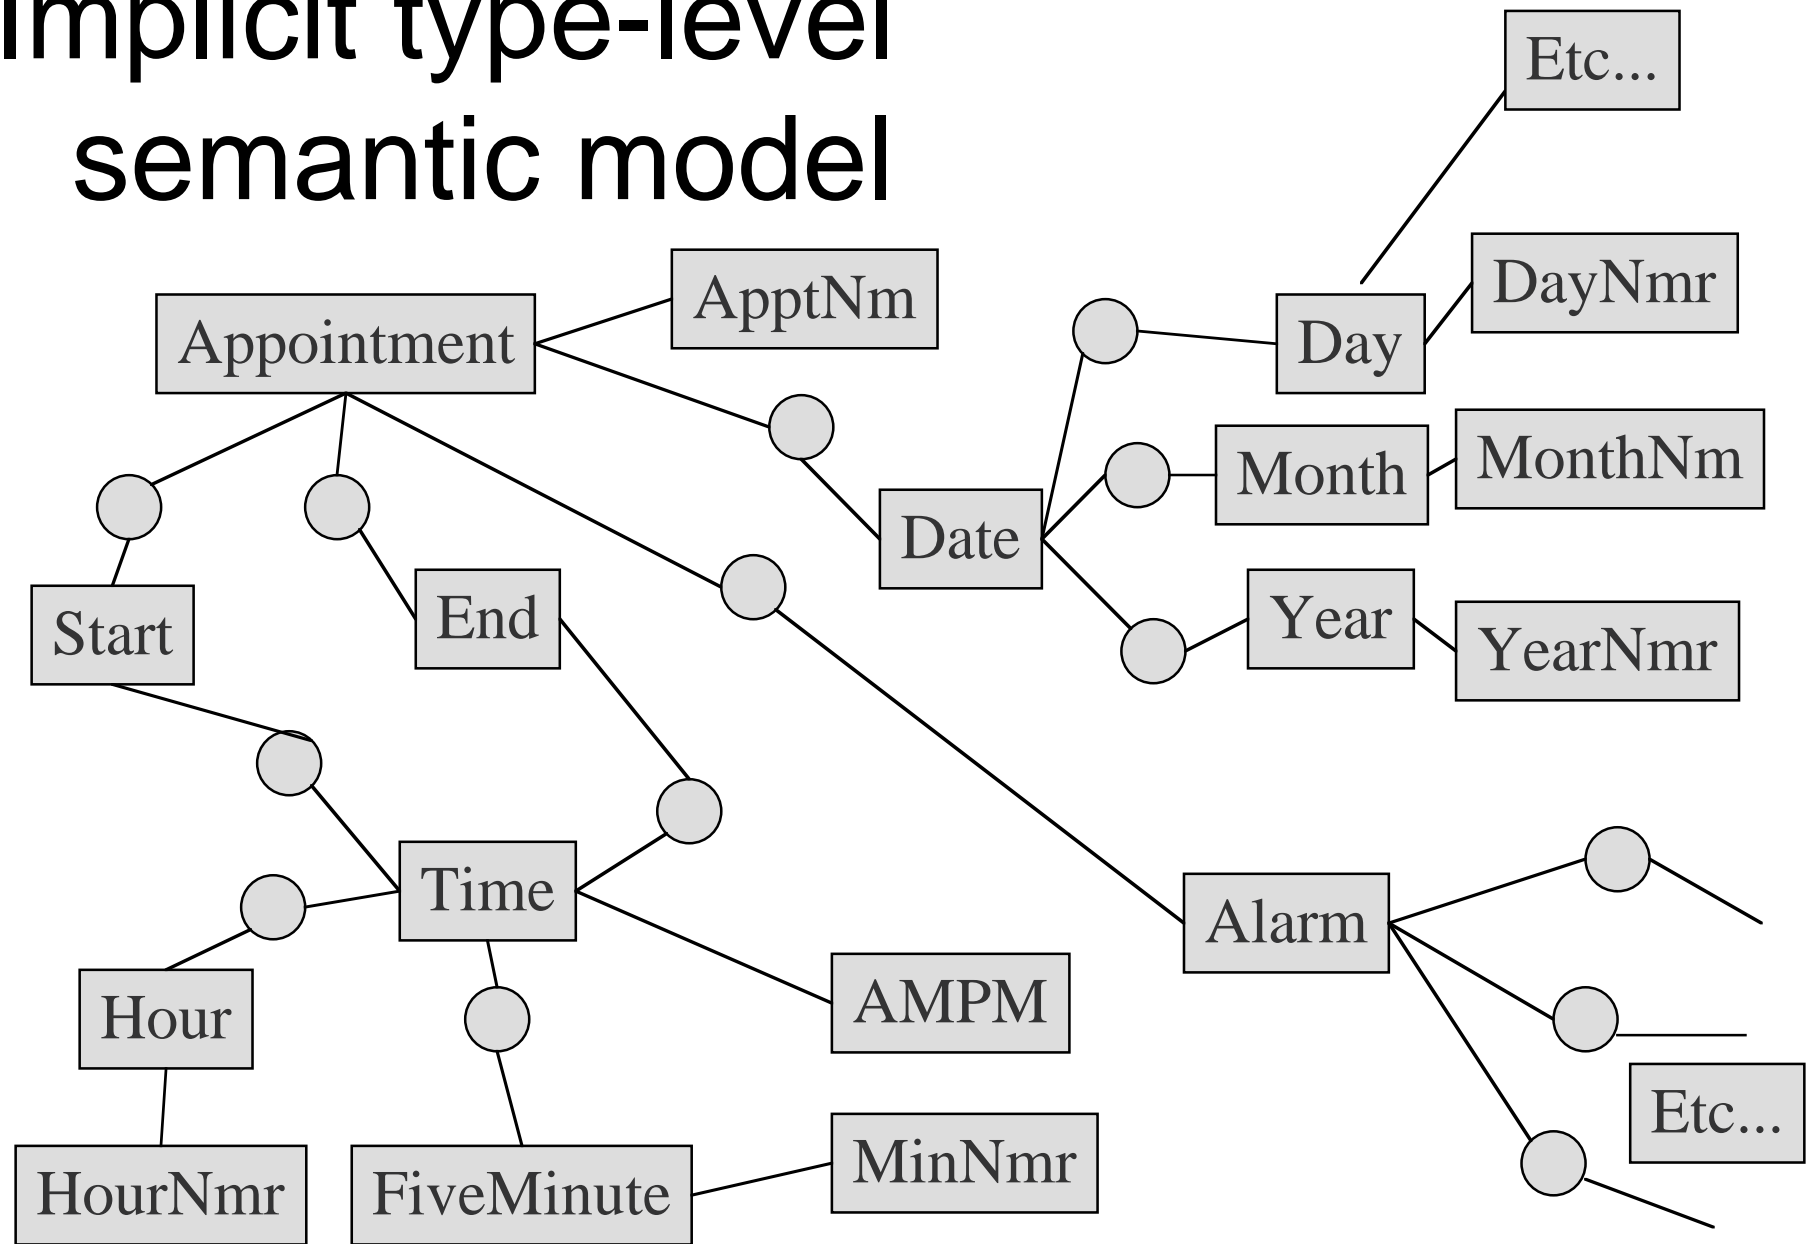 Implicit type-level
semantic model
Etc...
ApptNm
DayNmr
Appointment
Day
Month
MonthNm
Date
Start
End
Year
YearNmr
Time
Alarm
Hour
AMPM
Etc...
HourNmr
FiveMinute
MinNmr